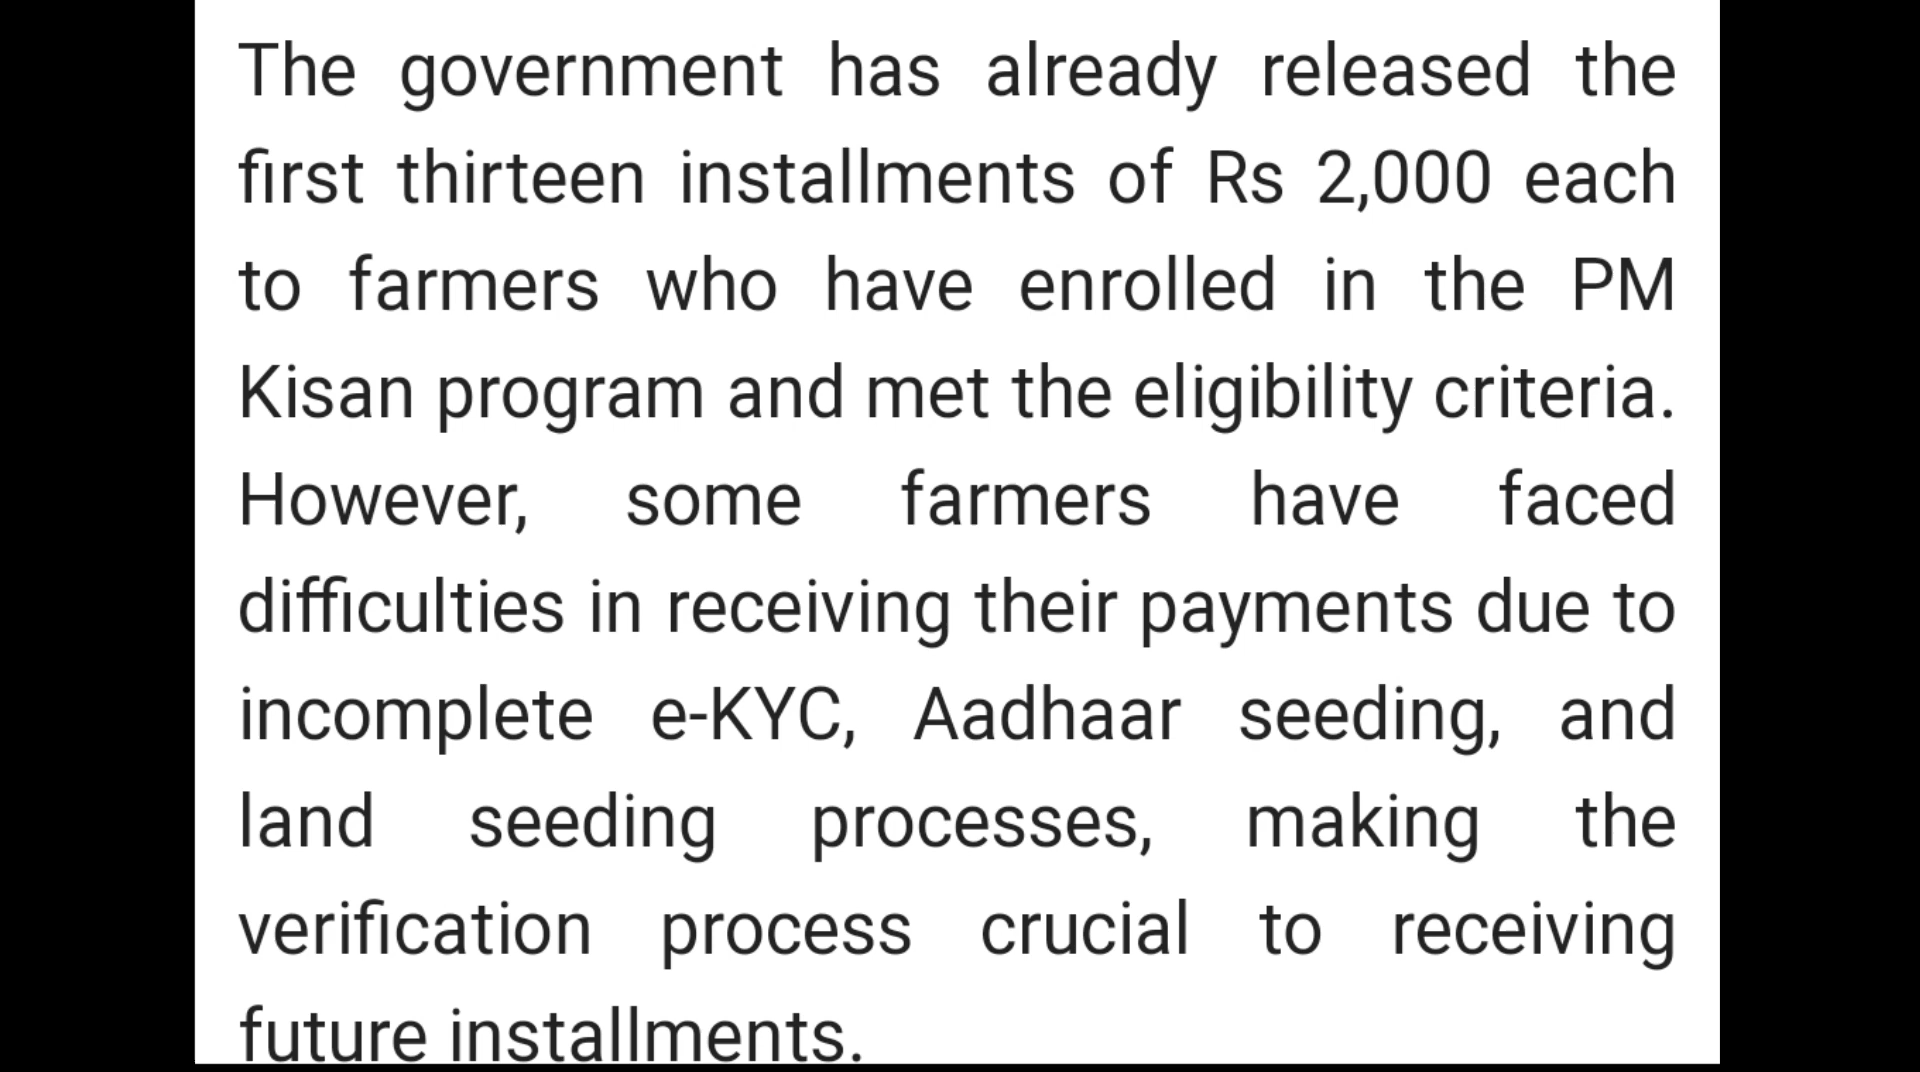 The government has already released the
first thirteen installments of Rs 2,000 each
to farmers who have enrolled in the PM
Kisan program and met the eligibility criteria.
However, some farmers have faced
difficulties in receiving their payments due to
incomplete e-KYC, Aadhaar seeding, and
land seeding processes, making the
verification process crucial to receiving
future installments.